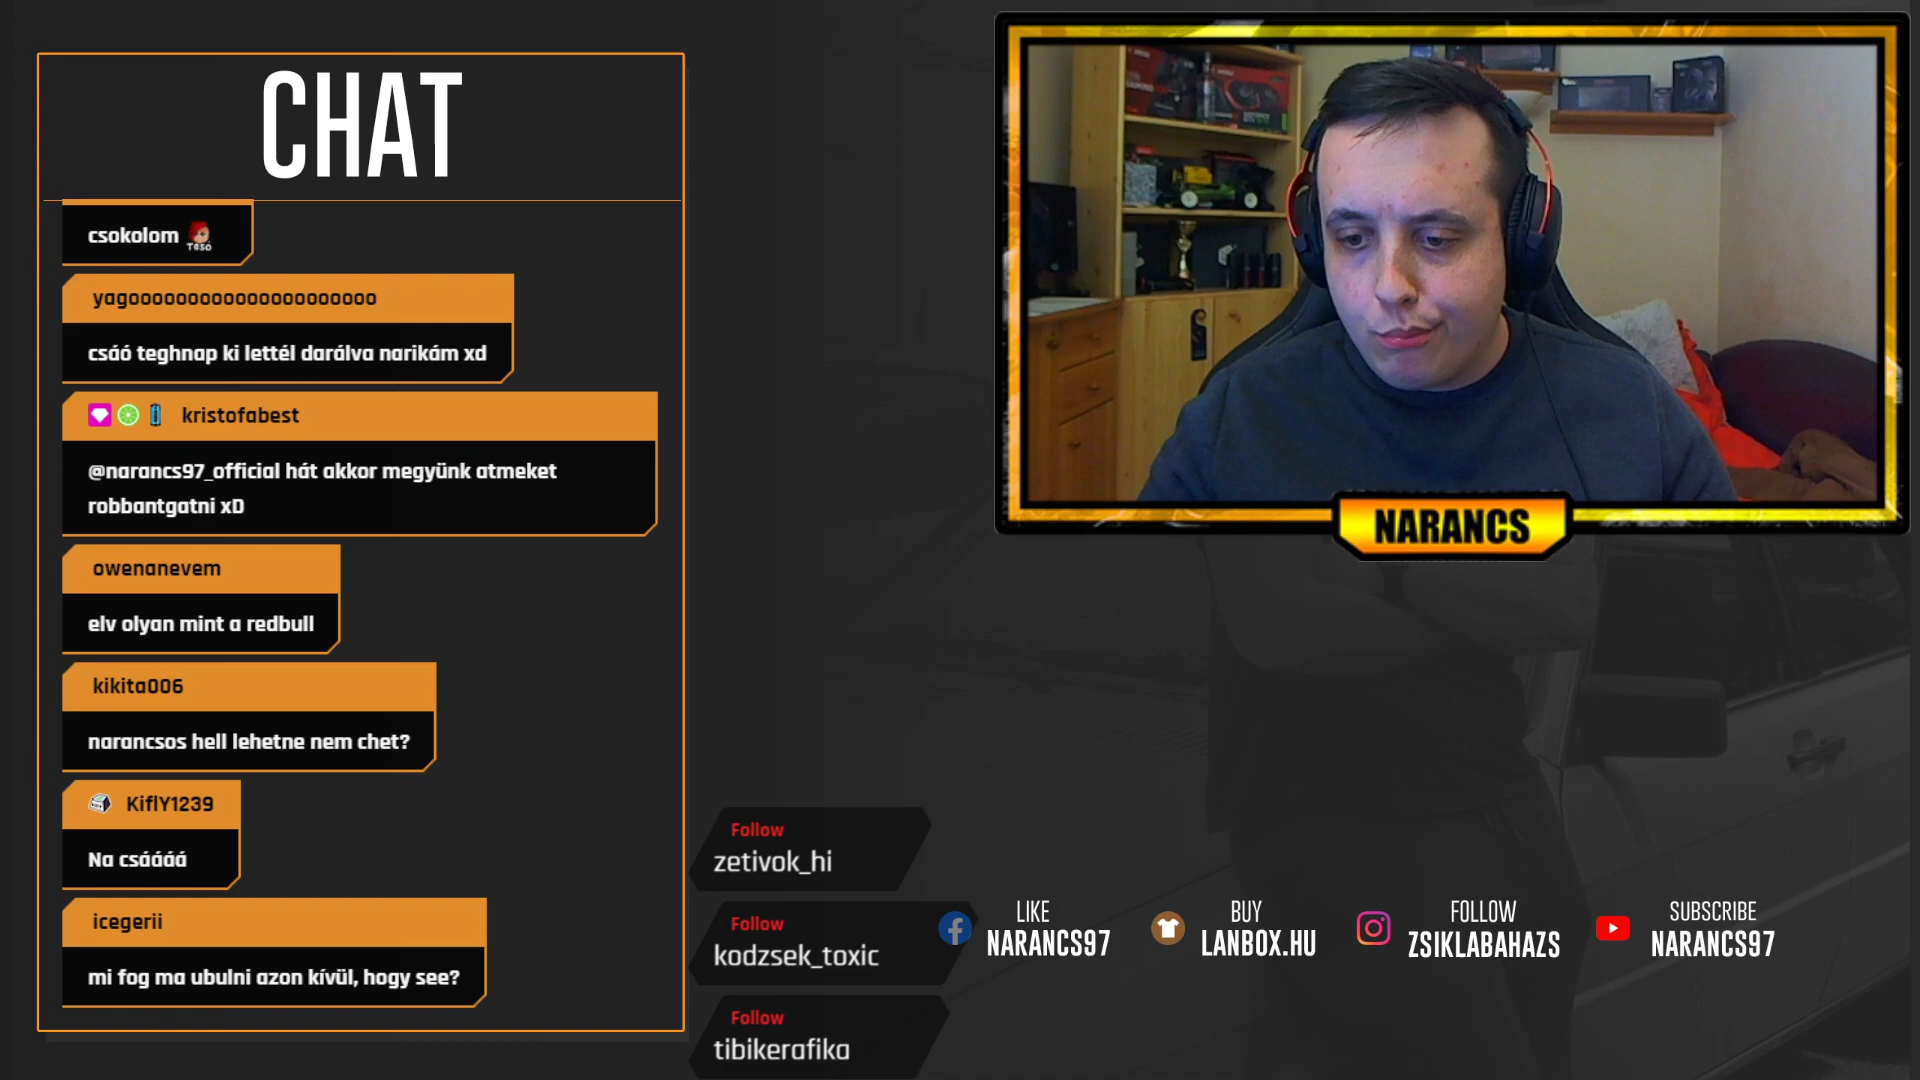 CHAT
csokolom
yagooooooooooooooooooooo
csáó teghnap ki lettél darálva narikám xd
kristofabest
@narancs97_official hát akkor megyünk atmeket
robbantgatni xD
owenanevem
elv olyan mint a redbull
kikita006
narancsos hell lehetne nem chet?
KiflY1239
Na csáááá
icegerii
mi fog ma ubulni azon kívül, hogy see?
NARANCS
Follow
zetivok_hi
Follow
kodzsek_toxic
Follow
tibikerafika
LIKE
NARANCS97
BUY
LANBOX.HU
FOLLOW
ZSIKLABAHAZS
SUBSCRIBE
NARANCS97